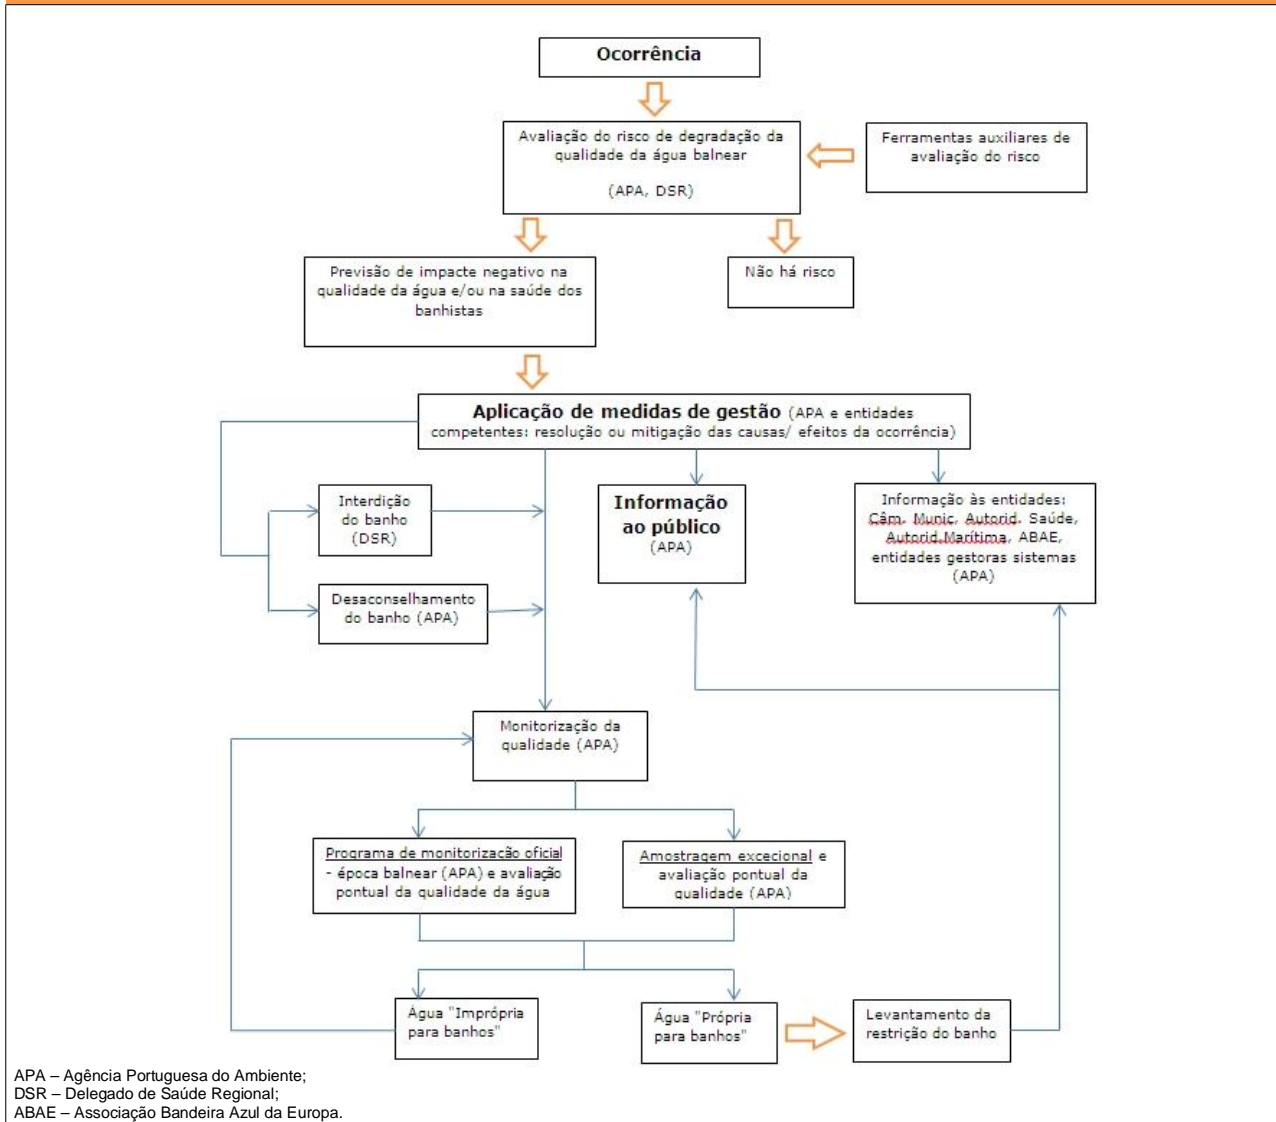 Ocorrência
Avaliação do risco de degradação da
qualidade da água balnear
(APA, DSR)
Ferramentas auxiliares de
avaliação do risco
Previsão de impacte negativo na
qualidade da água e/ou na saúde dos
banhistas
Não há risco
Aplicação de medidas de gestão (APA e entidades
competentes: resolução ou mitigação das causas/ efeitos da ocorrência)
Interdição
do banho
(DSR)
Informação
ao público
(APA)
Informação às entidades:
Câm. Munic, Autorid. Saúde,
Autorid.Marítima, ABAE,
entidades gestoras sistemas
(APA)
Desaconselhamento
do banho (APA)
Monitorização da
qualidade (APA)
Programa de monitorização oficial
- época balnear (APA) e avaliação
pontual da qualidade da água
Amostragem excecional e
avaliação pontual da
qualidade (APA)
Água "Imprópria
para banhos"
Água "Própria
para banhos"
Levantamento da
restrição do banho
APA – Agência Portuguesa do Ambiente;
DSR – Delegado de Saúde Regional;
ABAE – Associação Bandeira Azul da Europa.